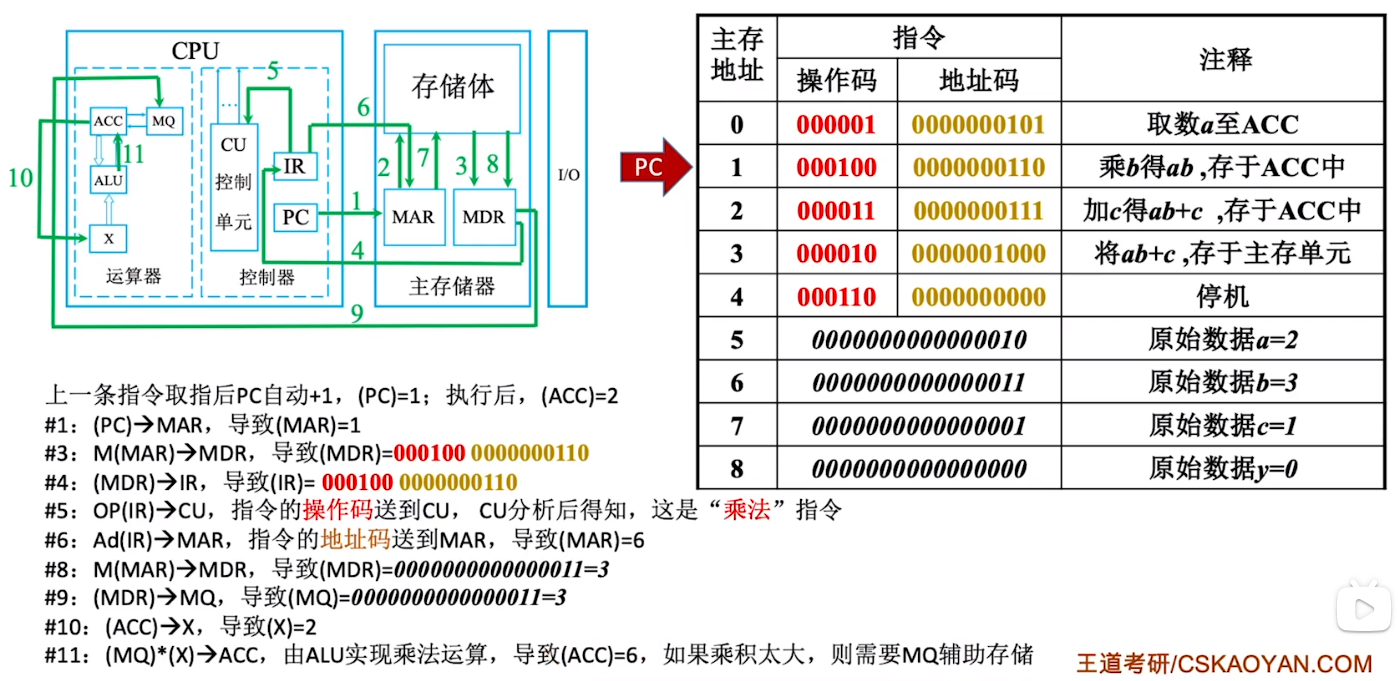 CPU
5
6
存储体
ACC
MQ
…
CU
控制
单元
IR
PC
11
ALU
X
10
2
7
3
8
1
MAR
MDR
4
I/O
运算器
控制器
主存储器
9
PC
主存地址 指令 注释
操作码 地址码
0 000001 0000000101 取数a至ACC
1 000100 0000000110 乘b得ab ,存于ACC中
2 000011 0000000111 加c得ab+c ,存于ACC中
3 000010 0000001000 将ab+c ,存于主存单元
4 000110 0000000000 停机
5 0000000000000010 原始数据a=2
6 0000000000000011 原始数据b=3
7 0000000000000001 原始数据c=1
8 0000000000000000 原始数据y=0
上一条指令取指后PC自动+1，(PC)=1；执行后，(ACC)=2
#1：(PC)→MAR，导致(MAR)=1
#3：M(MAR)→MDR，导致(MDR)=000100 0000000110
#4：(MDR)→IR，导致(IR)= 000100 0000000110
#5：OP(IR)→CU，指令的操作码送到CU， CU分析后得知，这是“乘法”指令
#6：Ad(IR)→MAR，指令的地址码送到MAR，导致(MAR)=6
#8：M(MAR)→MDR，导致(MDR)=0000000000000011=3
#9：(MDR)→MQ，导致(MQ)=0000000000000011=3
#10：(ACC)→X，导致(X)=2
#11：(MQ)*(X)→ACC，由ALU实现乘法运算，导致(ACC)=6，如果乘积太大，则需要MQ辅助存储
王道考研/CSKAOYAN.COM